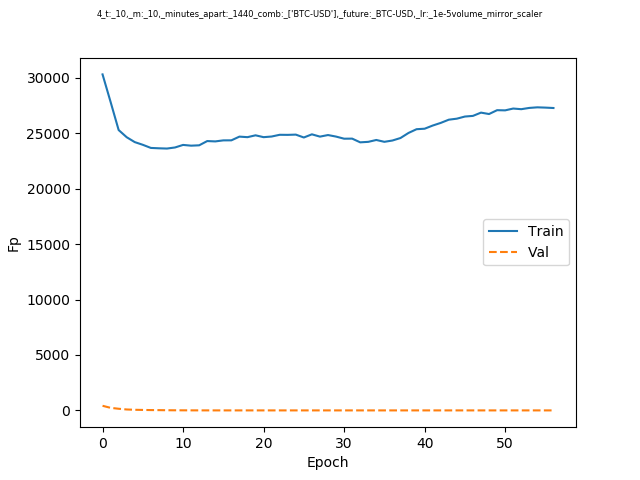 4_t:_10,_m:_10,_minutes_apart:_1440_comb:_['BTC-USD'],_future:_BTC-USD,_lr:_1e-5volume_mirror_scaler
30000
25000
20000
15000
10000
5000
0
Fp
Train
Val
0 10 20 30 40 50
Epoch